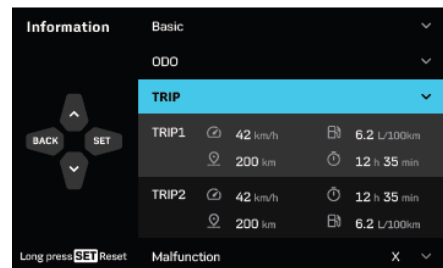 Information
Basic
ODO
TRIP
BACK
SET
TRIP1 42 km/h 6.2 L/100km
200 km 12 h 35 min
TRIP2 42 km/h 12 h 35 min
200 km 6.2 L/100km
Long press SET Reset
Malfunction X